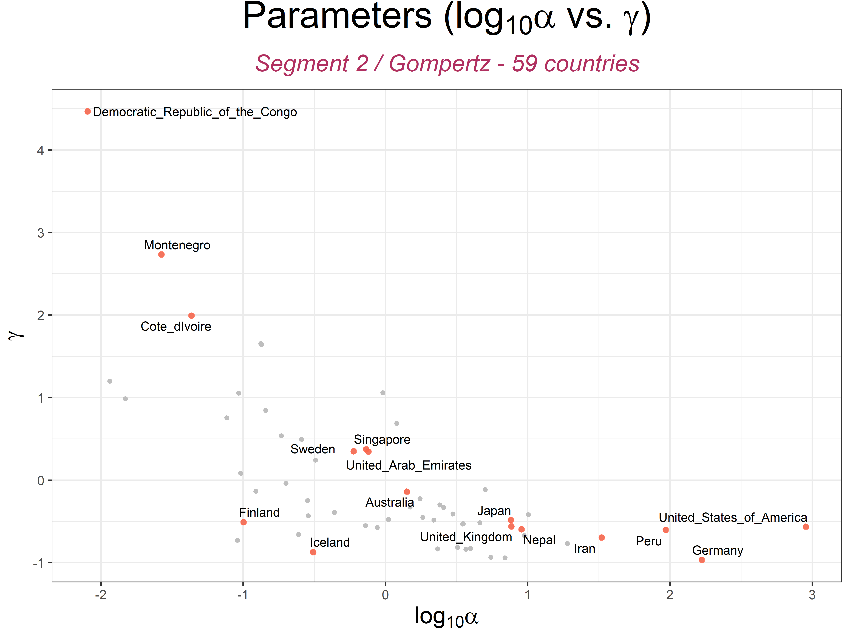 Parameters (log₁₀α vs. γ)
Segment 2 / Gompertz - 59 countries
Democratic_Republic_of_the_Congo
4
Montenegro
3
Cote_dIvoire
2
γ
1
Singapore
Sweden
United_Arab_Emirates
0
Australia
Finland
Japan
United_States_of_America
United_Kingdom
Nepal
Iceland
Iran
Peru
Germany
-1
-2 -1 0 1 2 3
log₁₀α